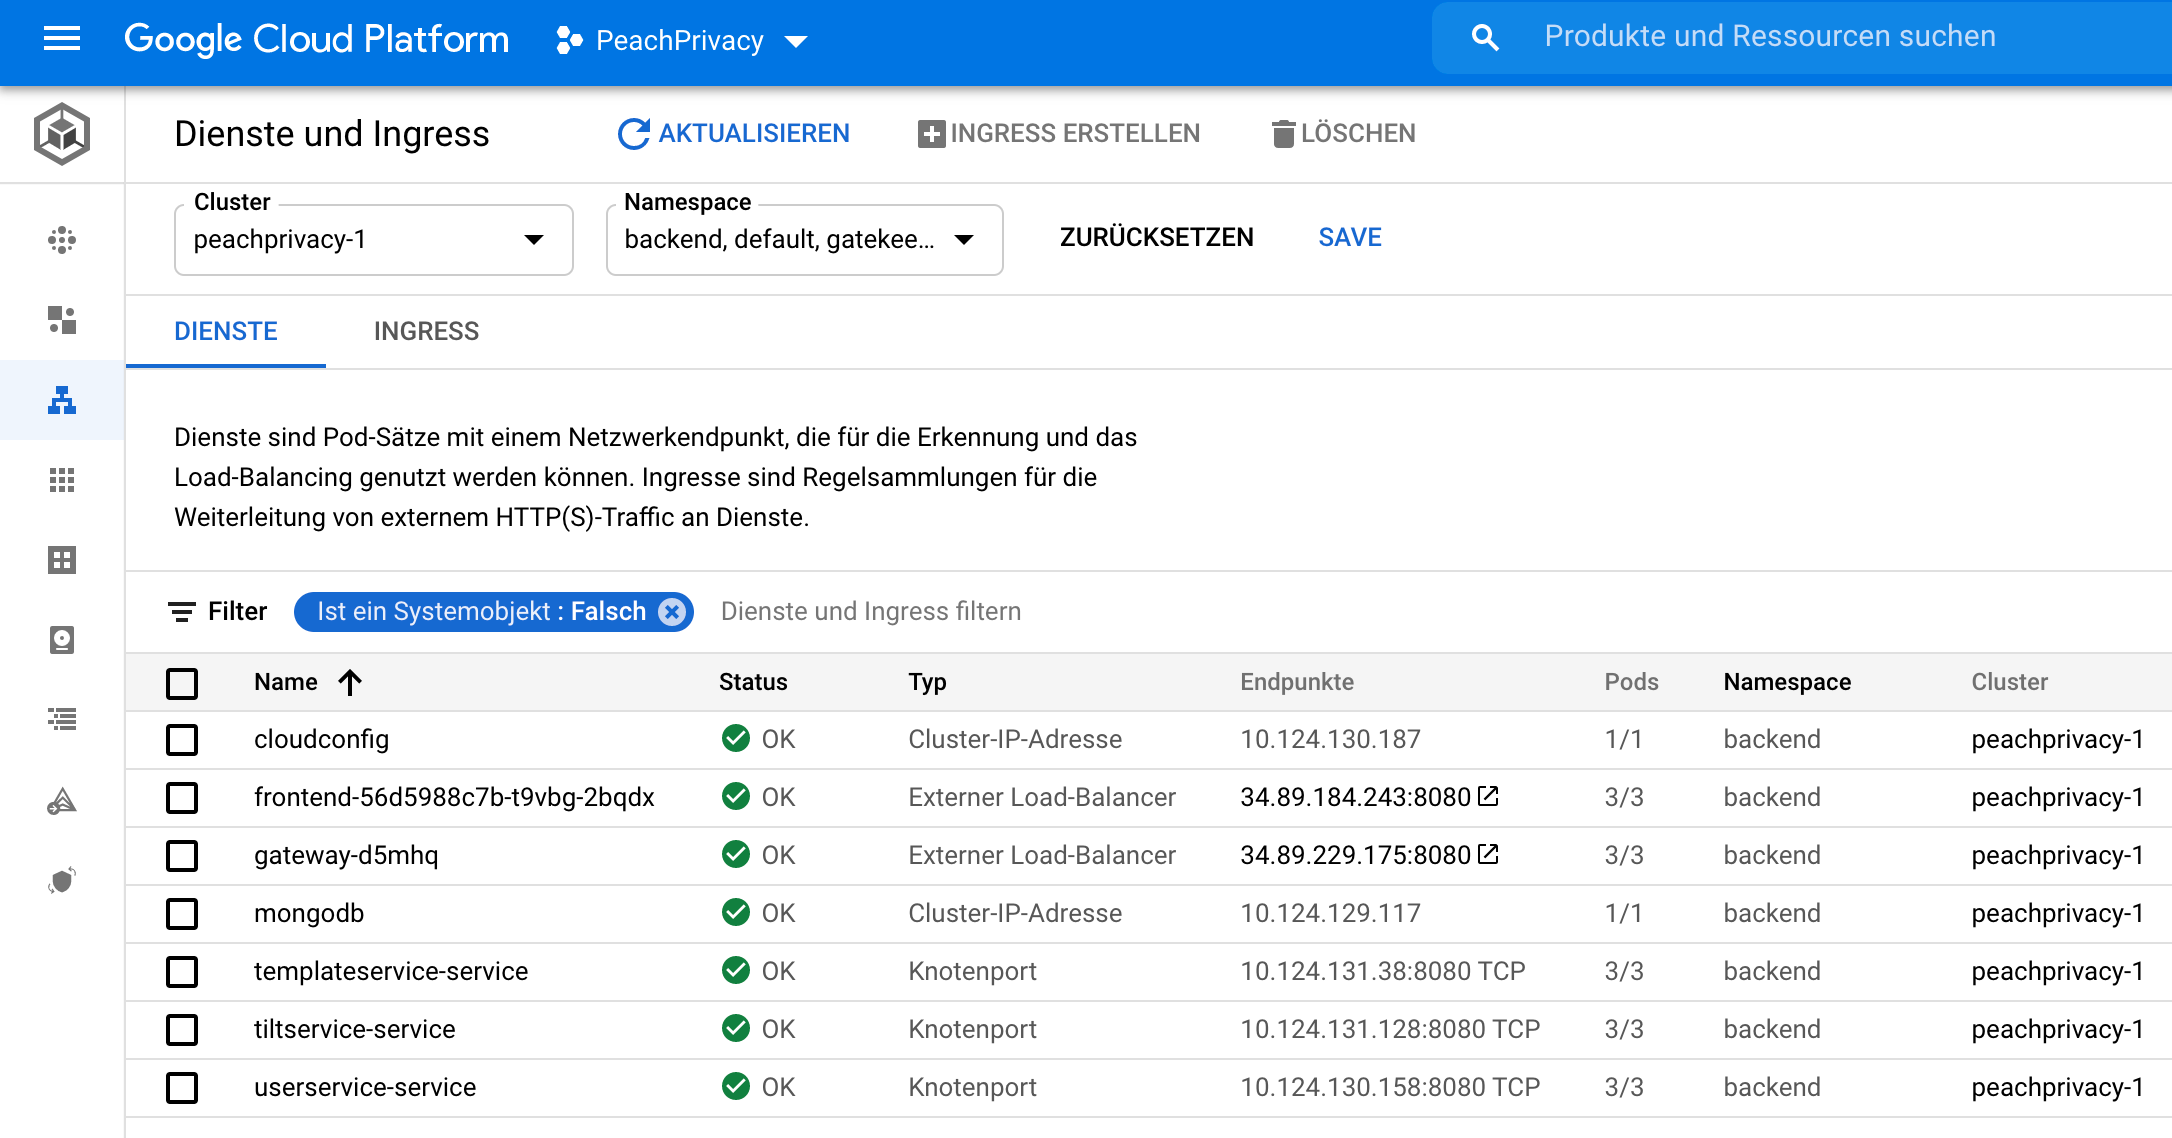 Google Cloud Platform PeachPrivacy Produkte und Ressourcen suchen
Dienste und Ingress AKTUALISIEREN INGRESS ERSTELLEN LÖSCHEN
Cluster Namespace
peachprivacy-1 backend, default, gatekee... ZURÜCKSETZEN SAVE
DIENSTE INGRESS
Dienste sind Pod-Sätze mit einem Netzwerkendpunkt, die für die Erkennung und das
Load-Balancing genutzt werden können. Ingresse sind Regelsammlungen für die
Weiterleitung von externem HTTP(S)-Traffic an Dienste.
Filter Ist ein Systemobjekt : Falsch Dienste und Ingress filtern
Name Status Typ Endpunkte Pods Namespace Cluster
cloudconfig OK Cluster-IP-Adresse 10.124.130.187 1/1 backend peachprivacy-1
frontend-56d5988c7b-t9vbg-2bqdx OK Externer Load-Balancer 34.89.184.243:8080 3/3 backend peachprivacy-1
gateway-d5mhq OK Externer Load-Balancer 34.89.229.175:8080 3/3 backend peachprivacy-1
mongodb OK Cluster-IP-Adresse 10.124.129.117 1/1 backend peachprivacy-1
templateservice-service OK Knotenport 10.124.131.38:8080 TCP 3/3 backend peachprivacy-1
tiltservice-service OK Knotenport 10.124.131.128:8080 TCP 3/3 backend peachprivacy-1
userservice-service OK Knotenport 10.124.130.158:8080 TCP 3/3 backend peachprivacy-1